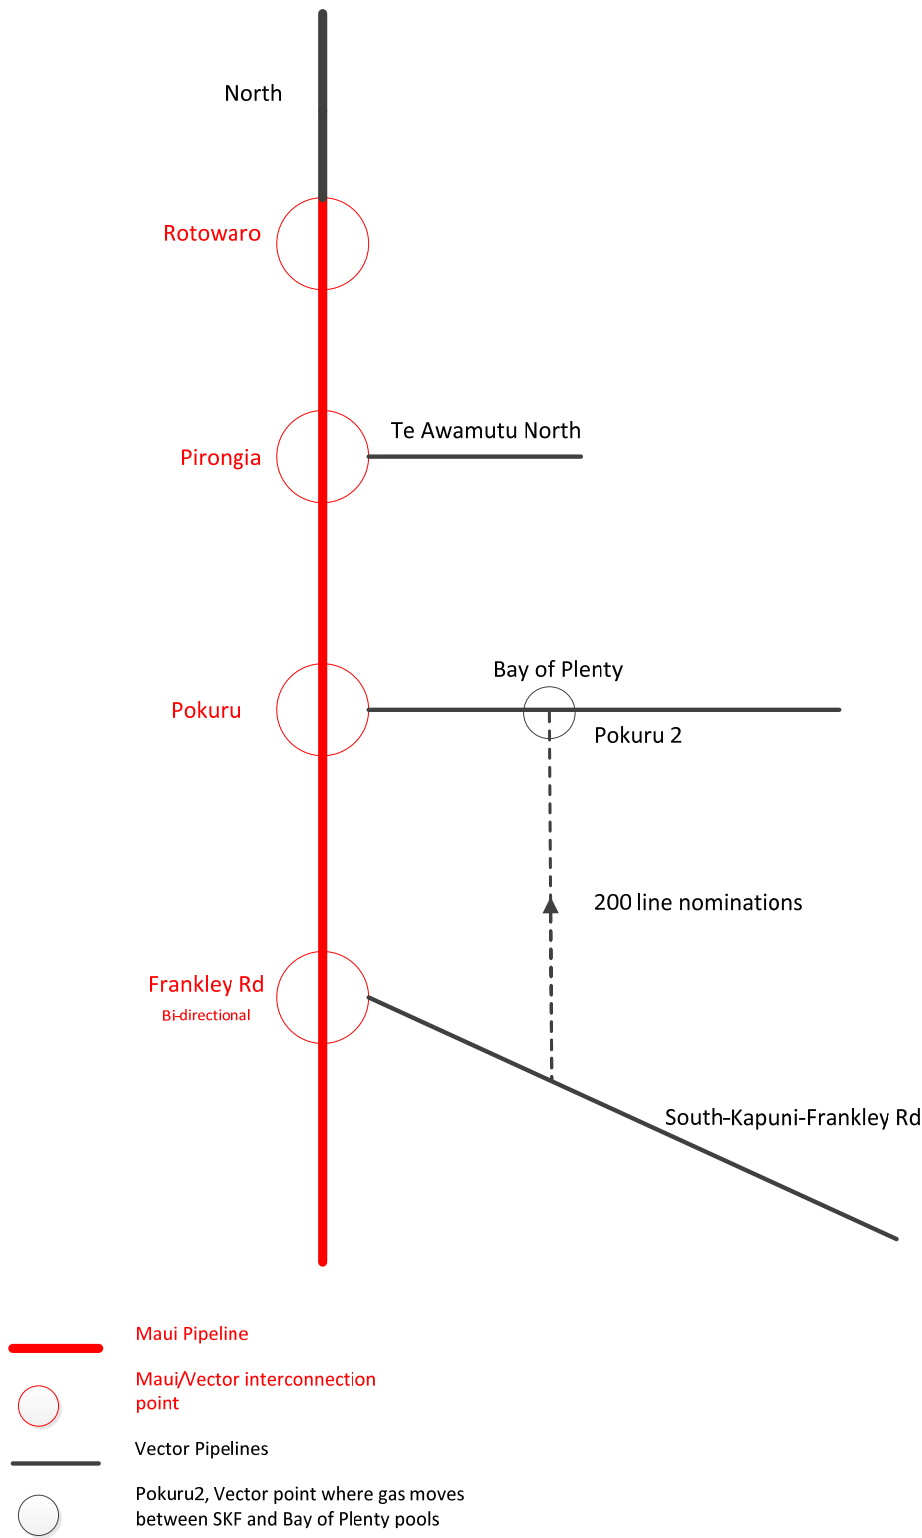 North
Rotowaro
Te Awamutu North
Pirongia
Bay of Plenty
Pokuru
Pokuru 2
200 line nominations
Frankley Rd
Bi-directional
South-Kapuni-Frankley Rd
Maui Pipeline
Maui/Vector interconnection
point
Vector Pipelines
Pokuru2, Vector point where gas moves
between SKF and Bay of Plenty pools